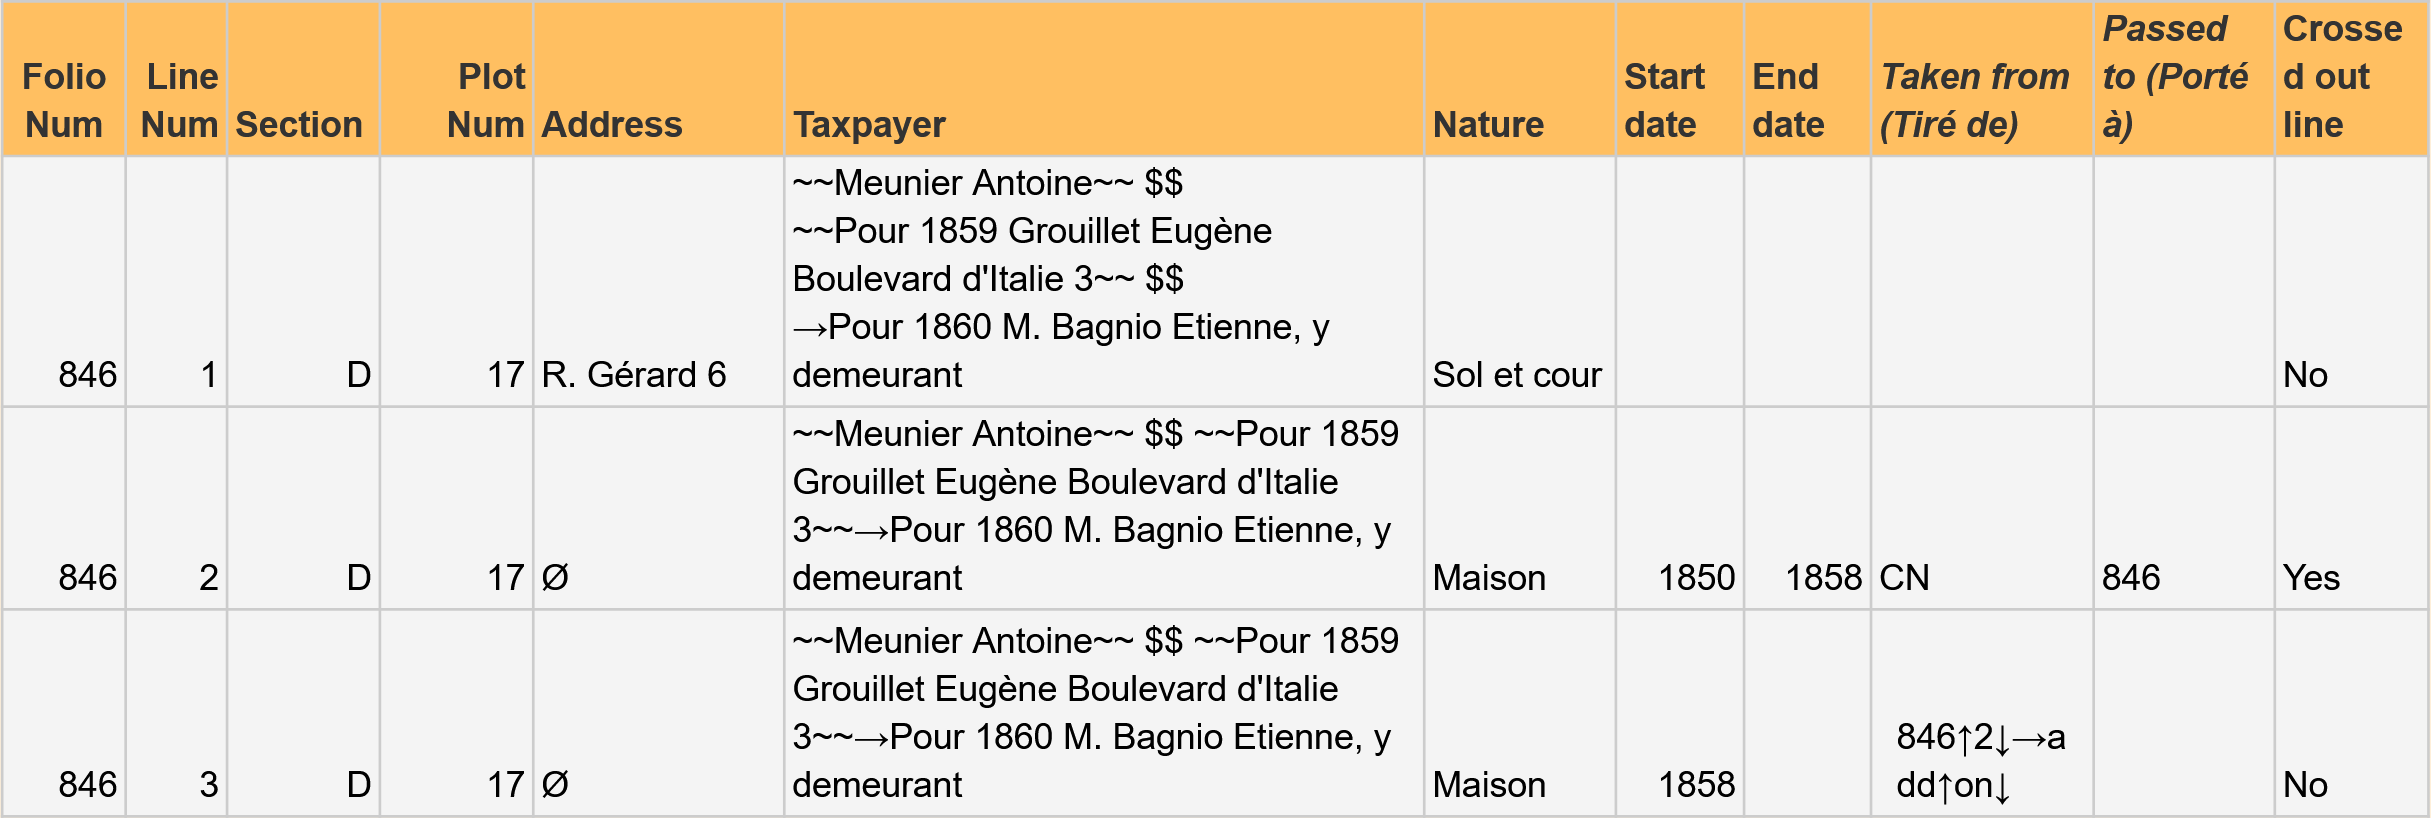 Folio Num | Line Num | Section | Plot Num | Address | Taxpayer | Nature | Start date | End date | Taken from (Tiré de) | Passed to (Porté à) | Crossed out line
846 | 1 | D | 17 | R. Gérard 6 | ~~Meunier Antoine~~ $$ ~~Pour 1859 Grouillet Eugène Boulevard d'Italie 3~~ $$ →Pour 1860 M. Bagnio Etienne, y demeurant | Sol et cour | | | | | No
846 | 2 | D | 17 | Ø | ~~Meunier Antoine~~ $$ ~~Pour 1859 Grouillet Eugène Boulevard d'Italie 3~~→Pour 1860 M. Bagnio Etienne, y demeurant | Maison | 1850 | 1858 | CN | 846 | Yes
846 | 3 | D | 17 | Ø | ~~Meunier Antoine~~ $$ ~~Pour 1859 Grouillet Eugène Boulevard d'Italie 3~~→Pour 1860 M. Bagnio Etienne, y demeurant | Maison | 1858 | | 846↑2↓→add↑on↓ | | No